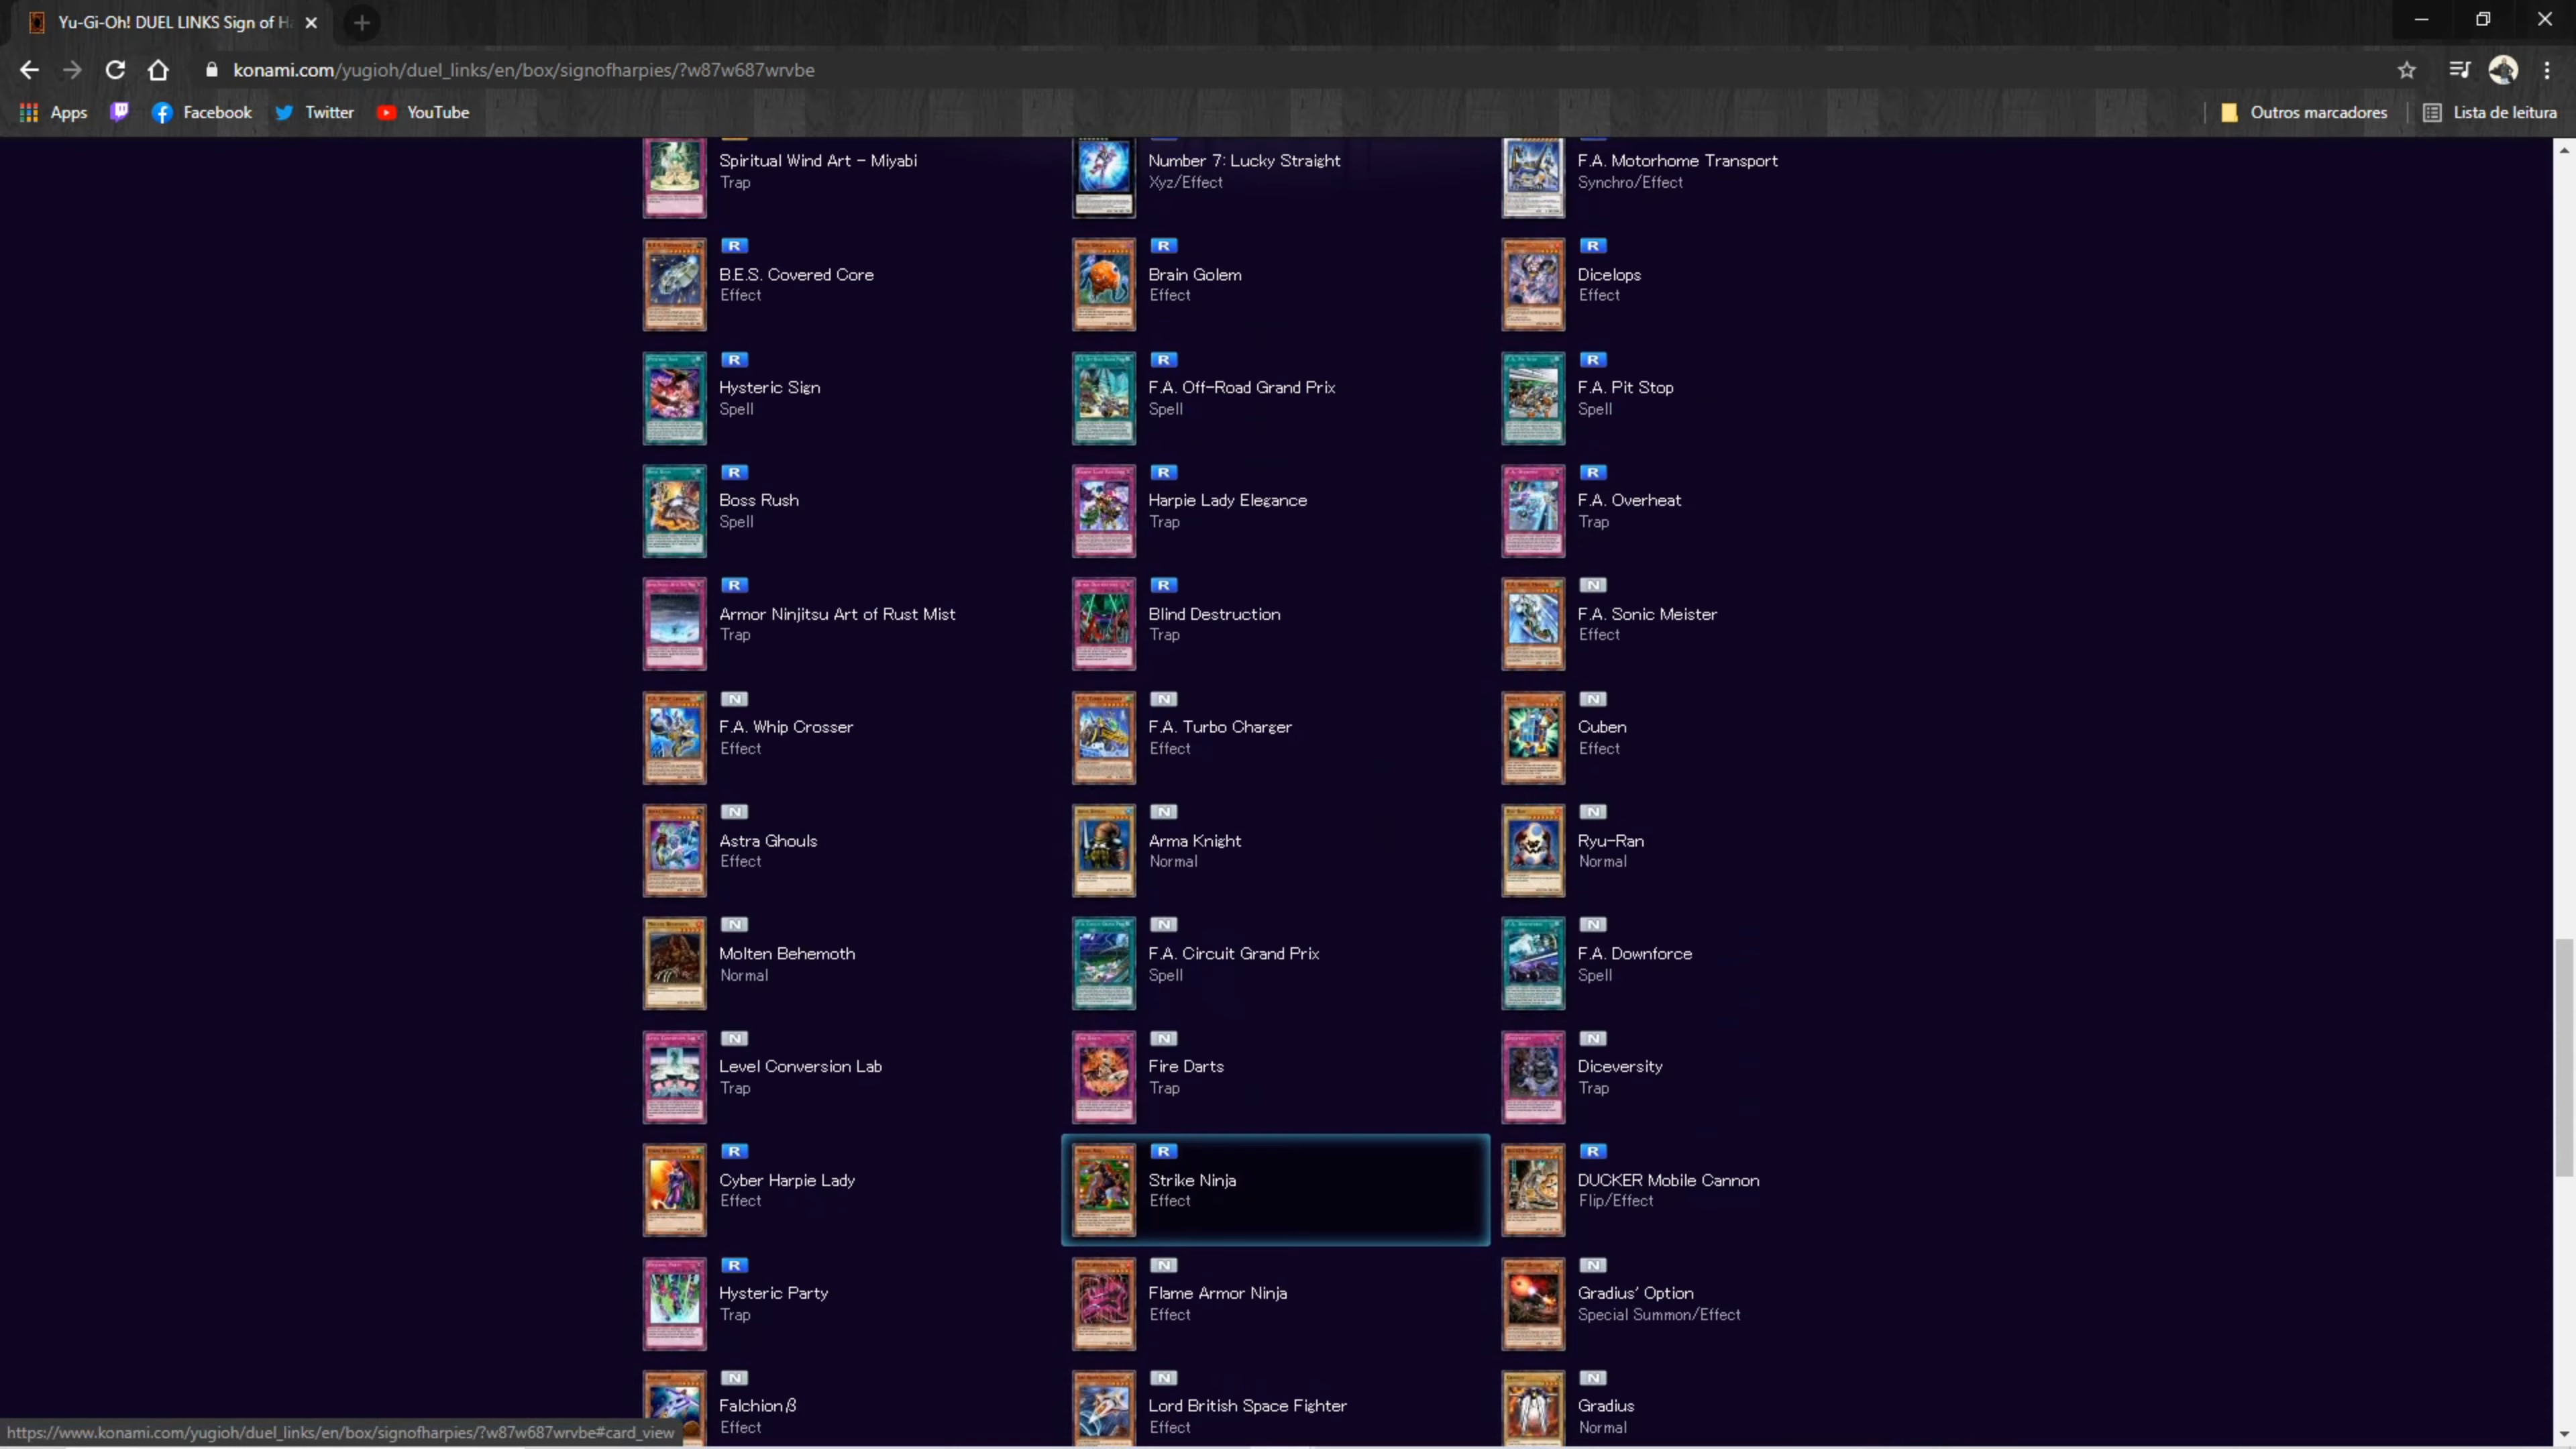 Yu-Gi-Oh! DUEL LINKS Sign of H
konami.com/yugioh/duel_links/en/box/signofharpies/?w87w687wrvbe
Apps
Facebook
Twitter
YouTube
Outros marcadores
Lista de leitura
Spiritual Wind Art - Miyabi
Trap
Number 7: Lucky Straight
Xyz/Effect
F.A. Motorhome Transport
Synchro/Effect
R
B.E.S. Covered Core
Effect
R
Brain Golem
Effect
R
Dicelops
Effect
R
Hysteric Sign
Spell
R
F.A. Off-Road Grand Prix
Spell
R
F.A. Pit Stop
Spell
R
Boss Rush
Spell
R
Harpie Lady Elegance
Trap
R
F.A. Overheat
Trap
R
Armor Ninjitsu Art of Rust Mist
Trap
R
Blind Destruction
Trap
N
F.A. Sonic Meister
Effect
N
F.A. Whip Crosser
Effect
N
F.A. Turbo Charger
Effect
N
Cuben
Effect
N
Astra Ghouls
Effect
N
Arma Knight
Normal
N
Ryu-Ran
Normal
N
Molten Behemoth
Normal
N
F.A. Circuit Grand Prix
Spell
N
F.A. Downforce
Spell
N
Level Conversion Lab
Trap
N
Fire Darts
Trap
N
Diceversity
Trap
R
Cyber Harpie Lady
Effect
R
Strike Ninja
Effect
R
DUCKER Mobile Cannon
Flip/Effect
R
Hysteric Party
Trap
N
Flame Armor Ninja
Effect
N
Gradius' Option
Special Summon/Effect
N
Falchionβ
Effect
N
Lord British Space Fighter
Effect
N
Gradius
Normal
https://www.konami.com/yugioh/duel_links/en/box/signofharpies/?w87w687wrvbe#card_view